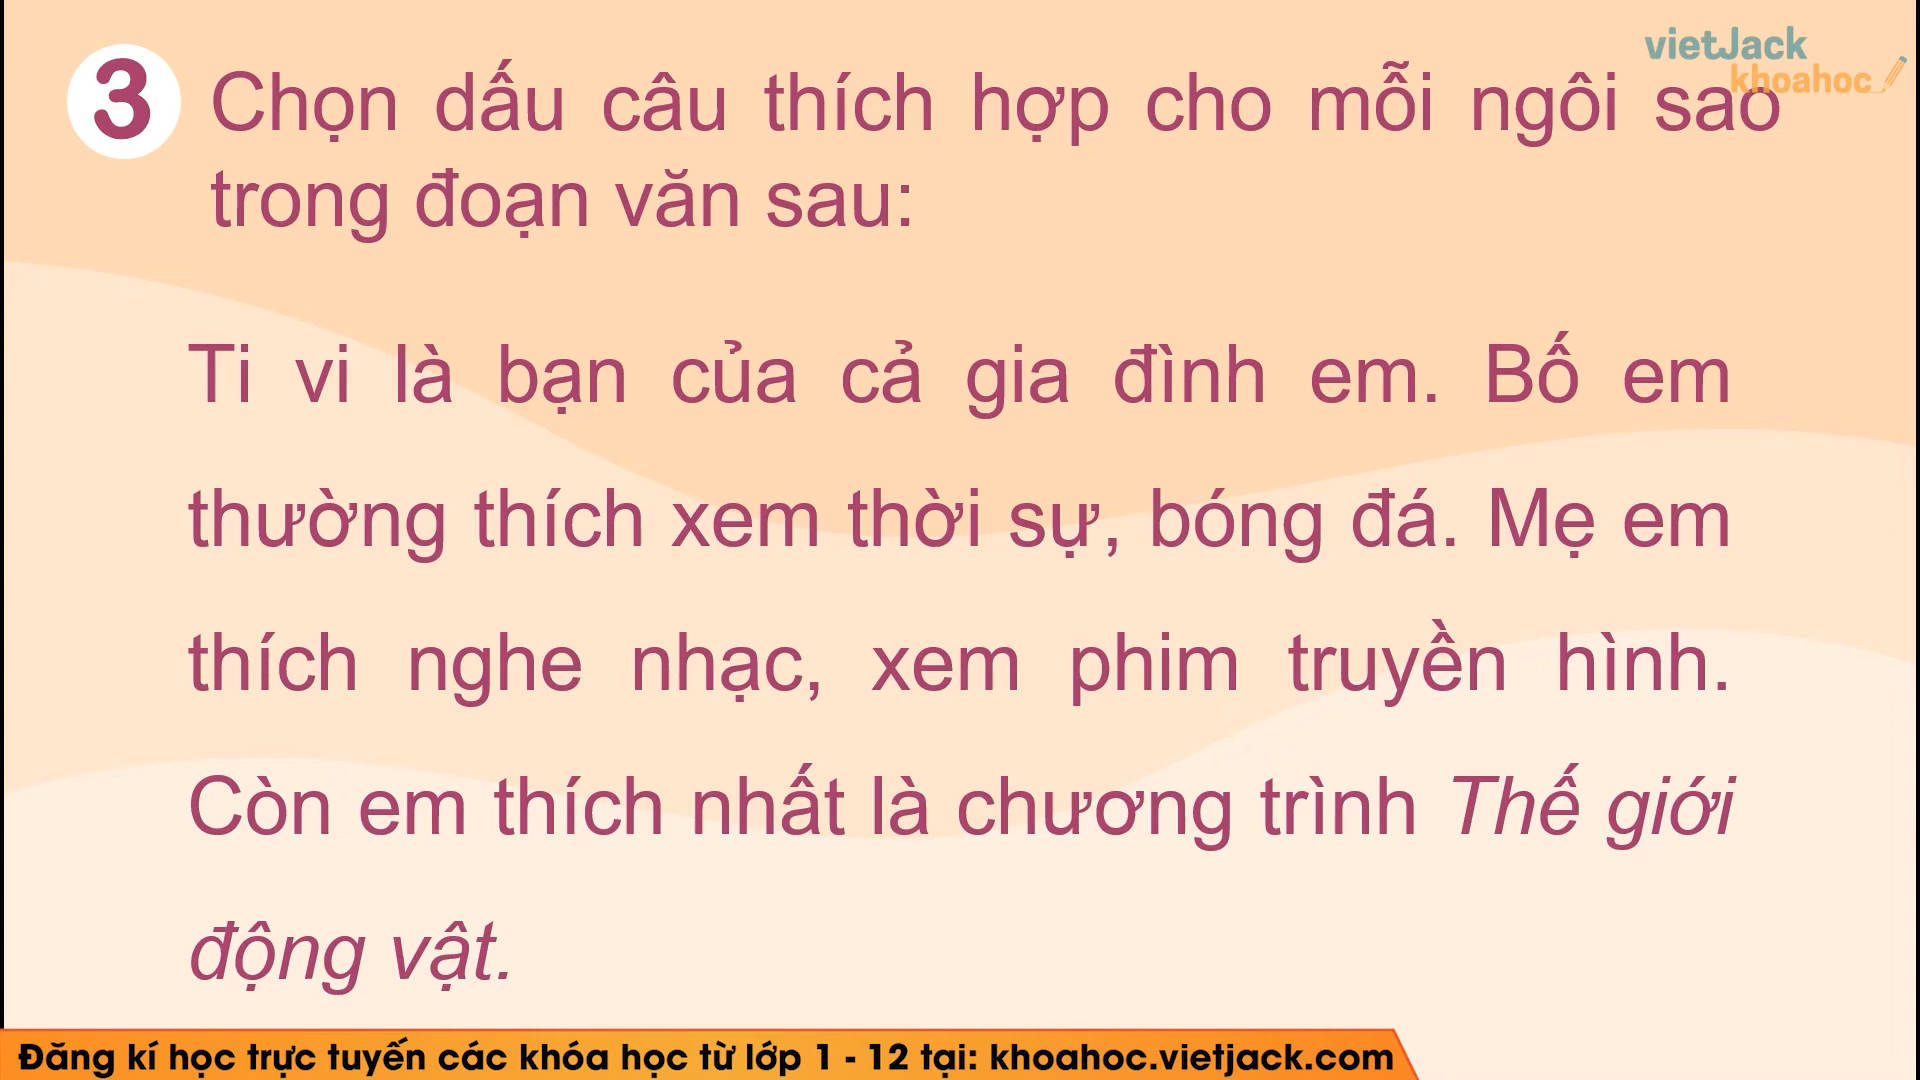 vietJack
khoahoc
3 Chọn dấu câu thích hợp cho mỗi ngôi sao
trong đoạn văn sau:
Ti vi là bạn của cả gia đình em. Bố em
thường thích xem thời sự, bóng đá. Mẹ em
thích nghe nhạc, xem phim truyền hình.
Còn em thích nhất là chương trình Thế giới
động vật.
Đăng kí học trực tuyến các khóa học từ lớp 1 - 12 tại: khoahoc.vietjack.com